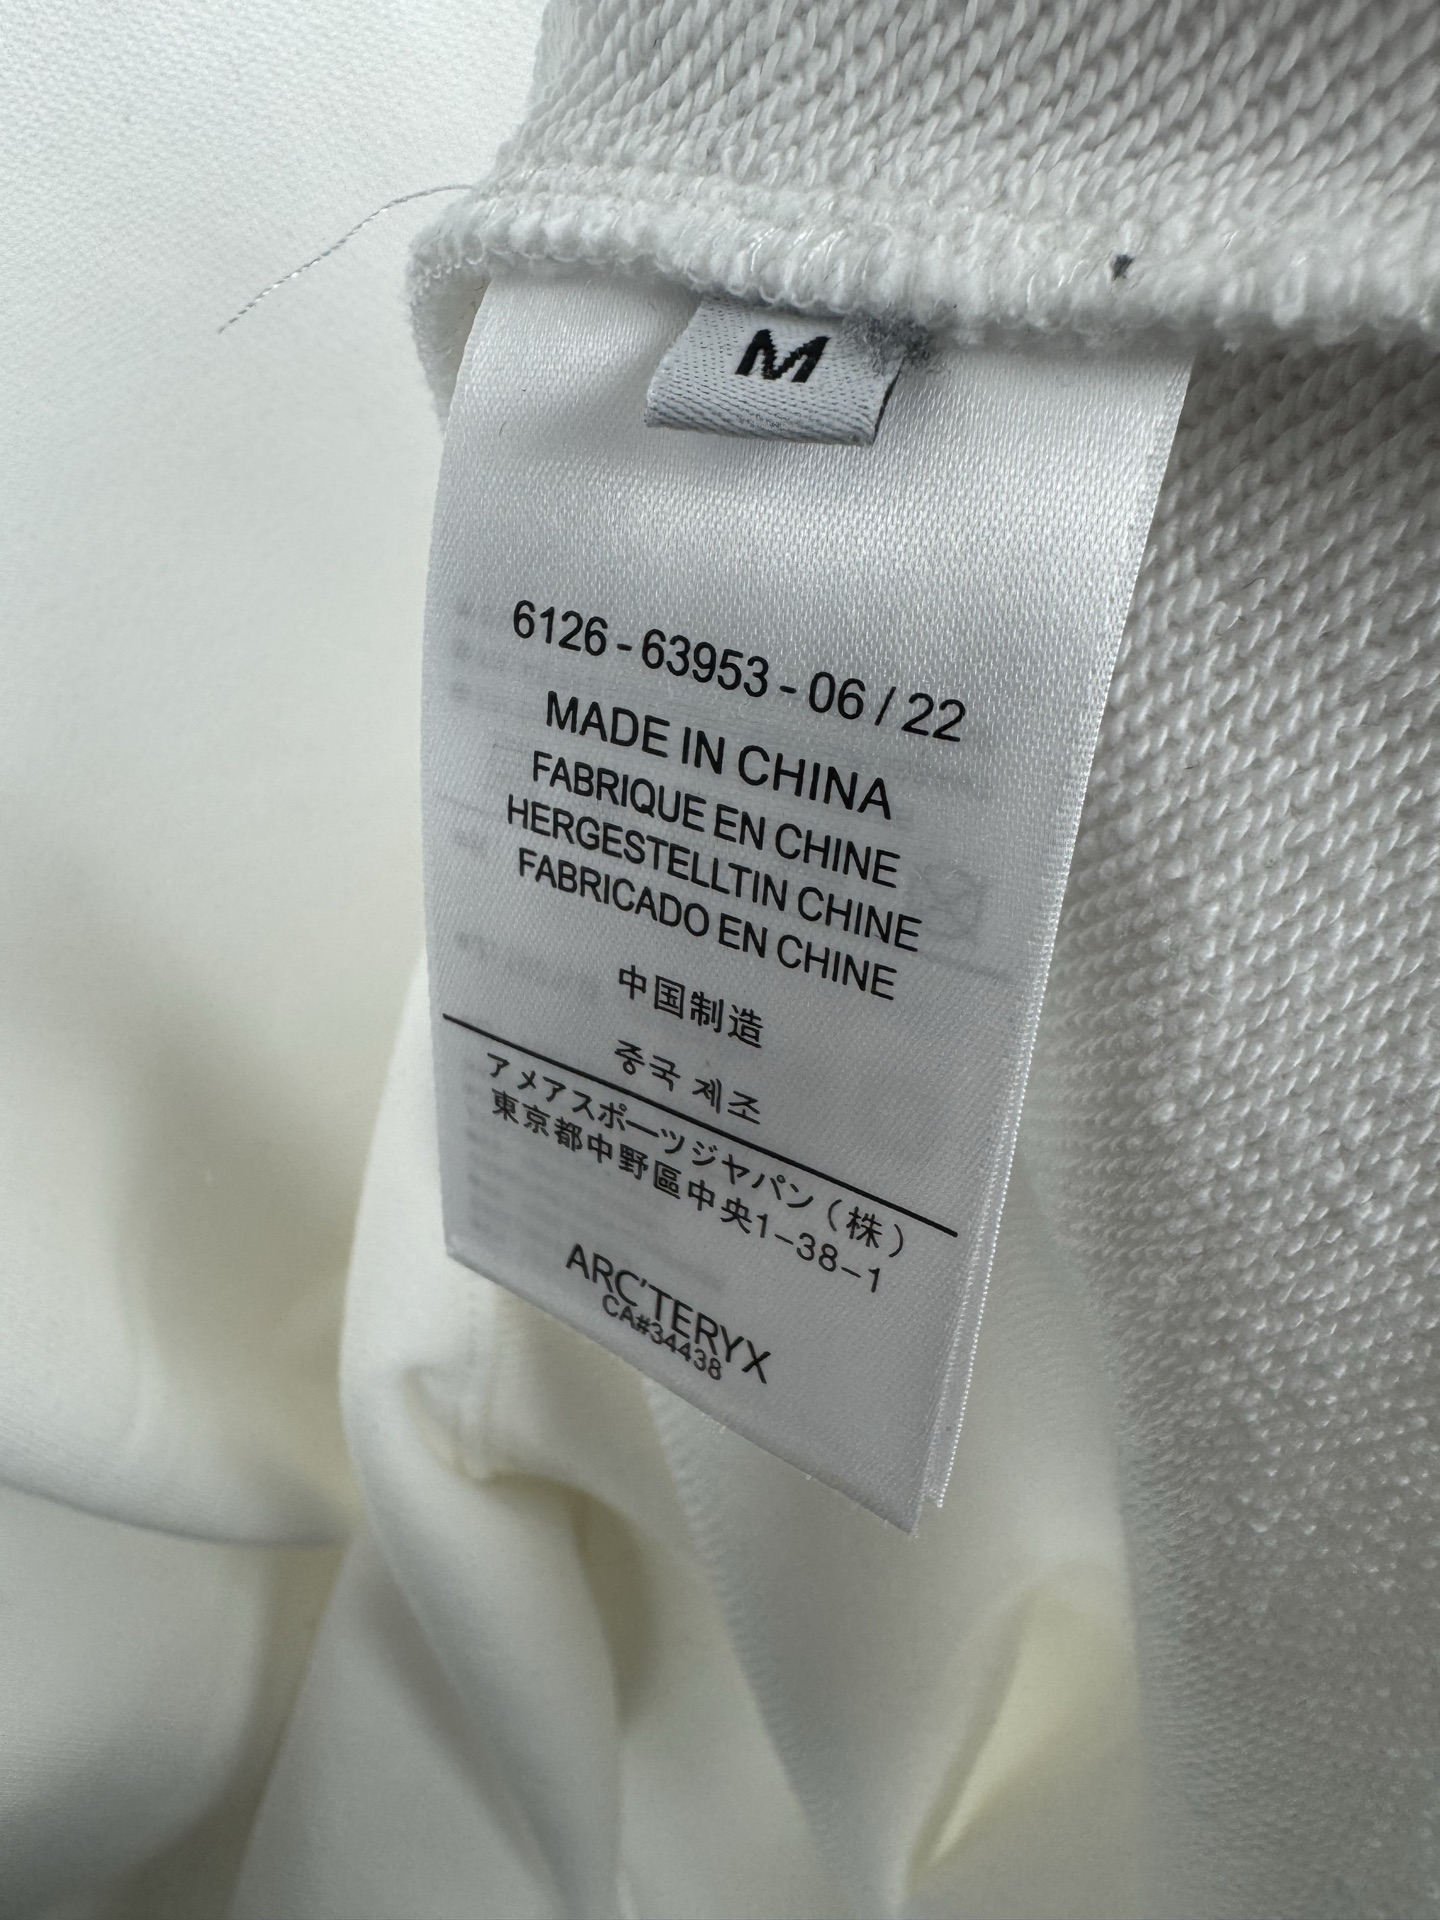 M
6126 - 63953 - 06 / 22
MADE IN CHINA
FABRIQUE EN CHINE
HERGESTELLTIN CHINE
FABRICADO EN CHINE
中国制造
중국 제조
アメアスポーツジヤパン（株）
東京都中野區中央1-38-1
ARC'TERYX
CA#34438